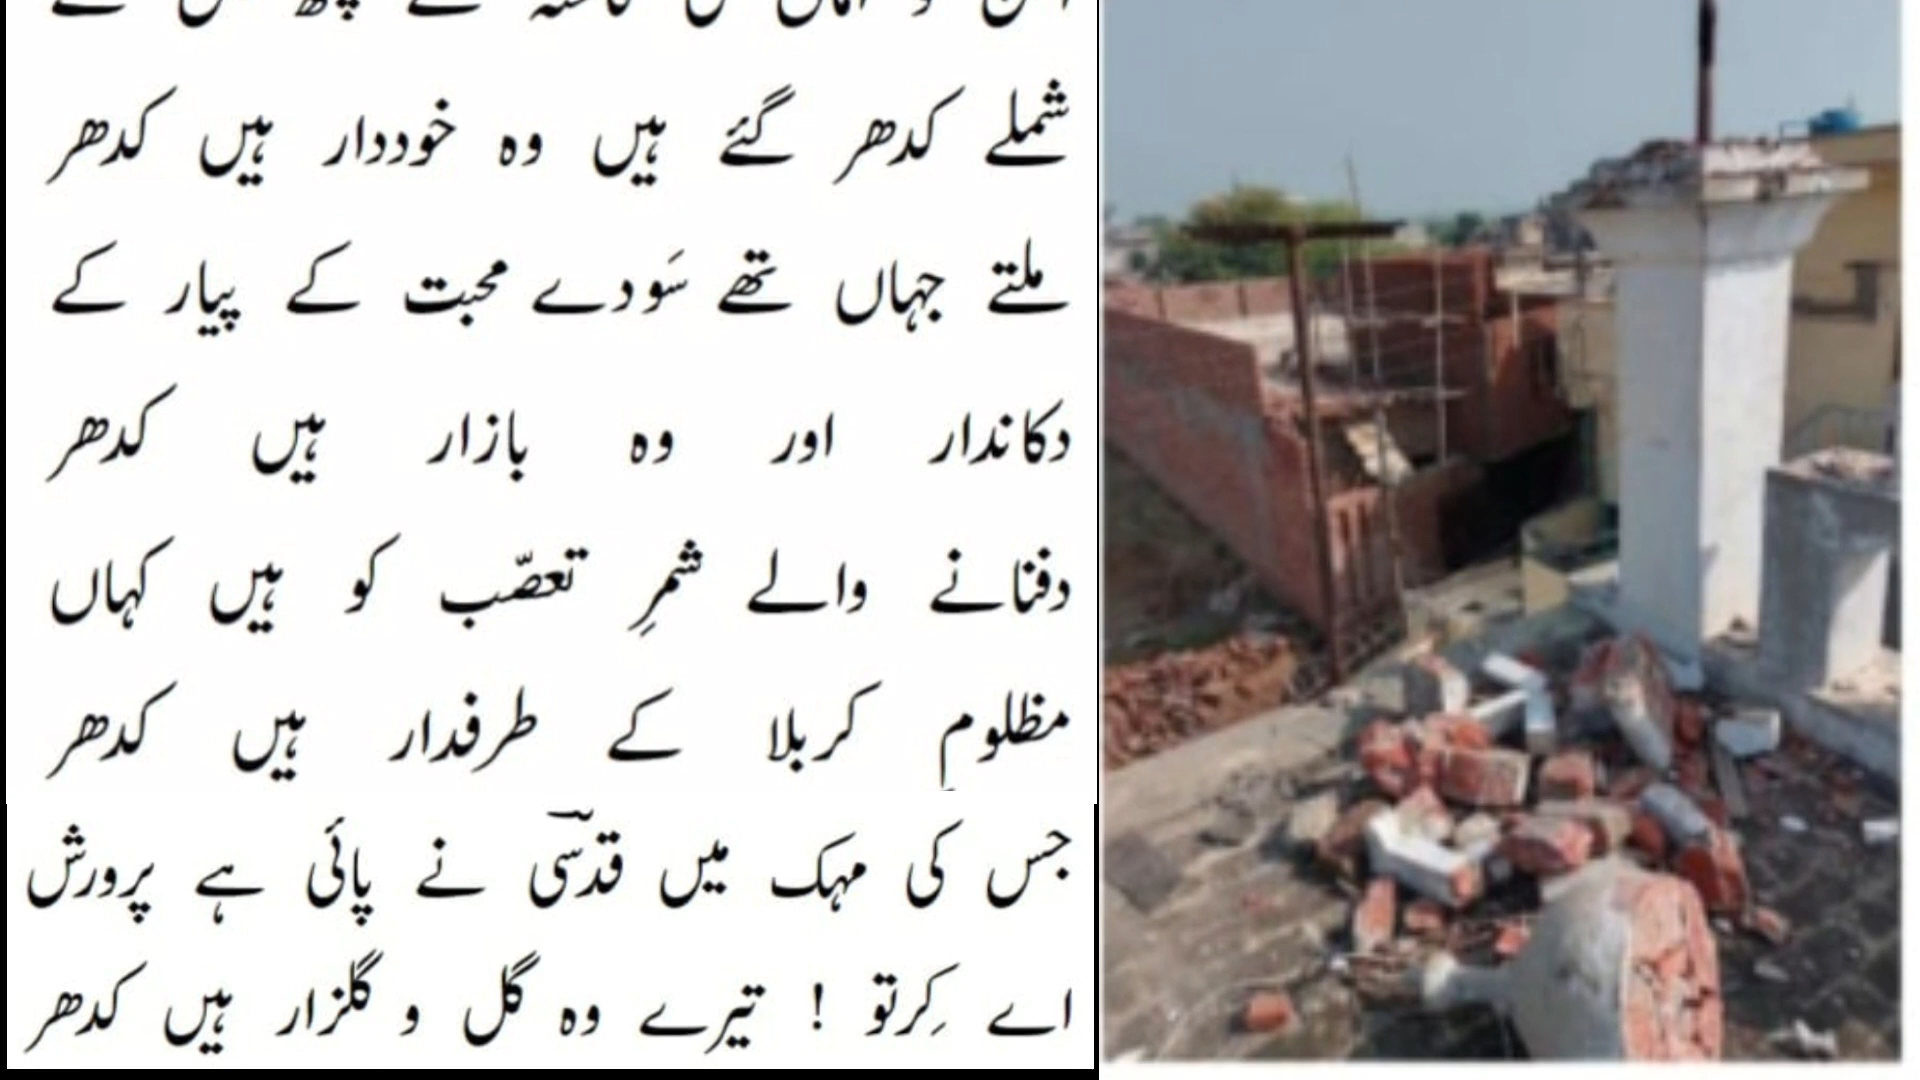 شملے کدھر گئے ہیں وہ خوددار ہیں کدھر
ملتے جہاں تھے سَودے محبت کے پیار کے
دکاندار اور وہ بازار ہیں کدھر
دفنانے والے شمرِ تعصّب کو ہیں کہاں
مظلومِ کربلا کے طرفدار ہیں کدھر
جس کی مہک میں قدسؔی نے پائی ہے پرورش
اے کِرتو ! تیرے وہ گل و گلزار ہیں کدھر